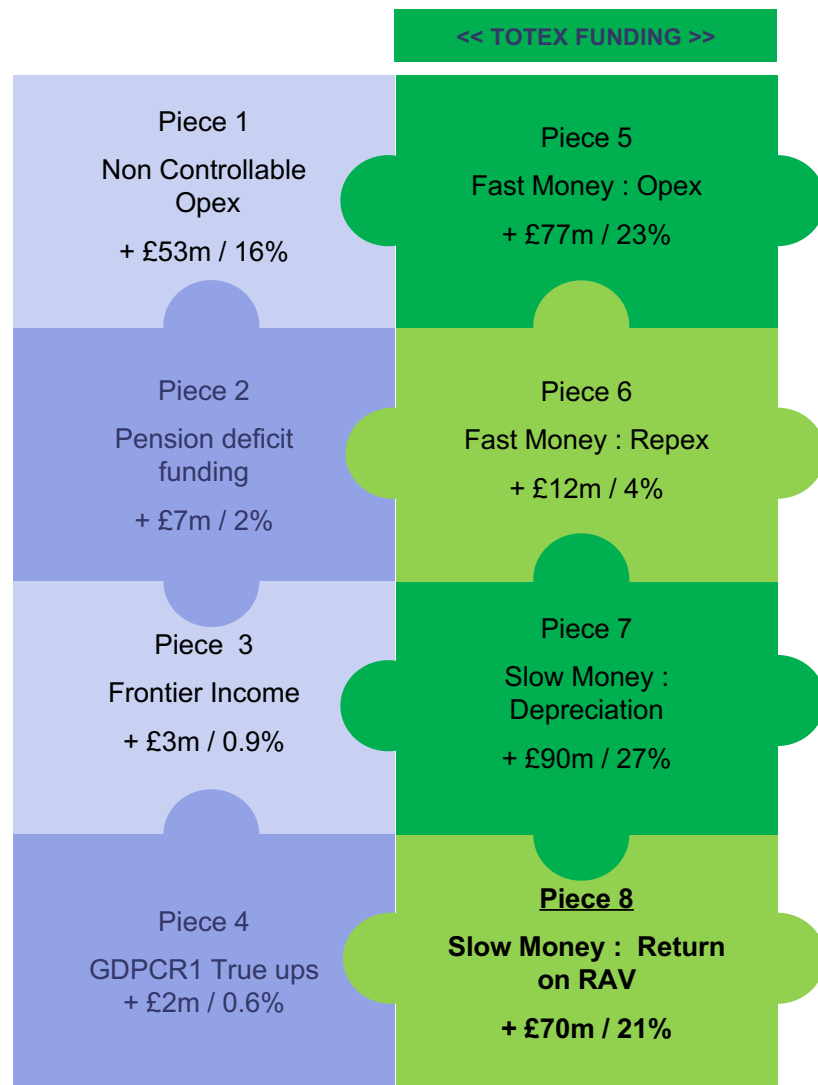 << TOTEX FUNDING >>
Piece 1
Non Controllable
Opex
+ £53m / 16%
Piece 2
Pension deficit
funding
+ £7m / 2%
Piece  3
Frontier Income
+ £3m / 0.9%
Piece 4
GDPCR1 True ups
+ £2m / 0.6%
Piece 5
Fast Money : Opex
+ £77m / 23%
Piece 6
Fast Money : Repex
+ £12m / 4%
Piece 7
Slow Money :
Depreciation
+ £90m / 27%
Piece 8
Slow Money :  Return
on RAV
+ £70m / 21%